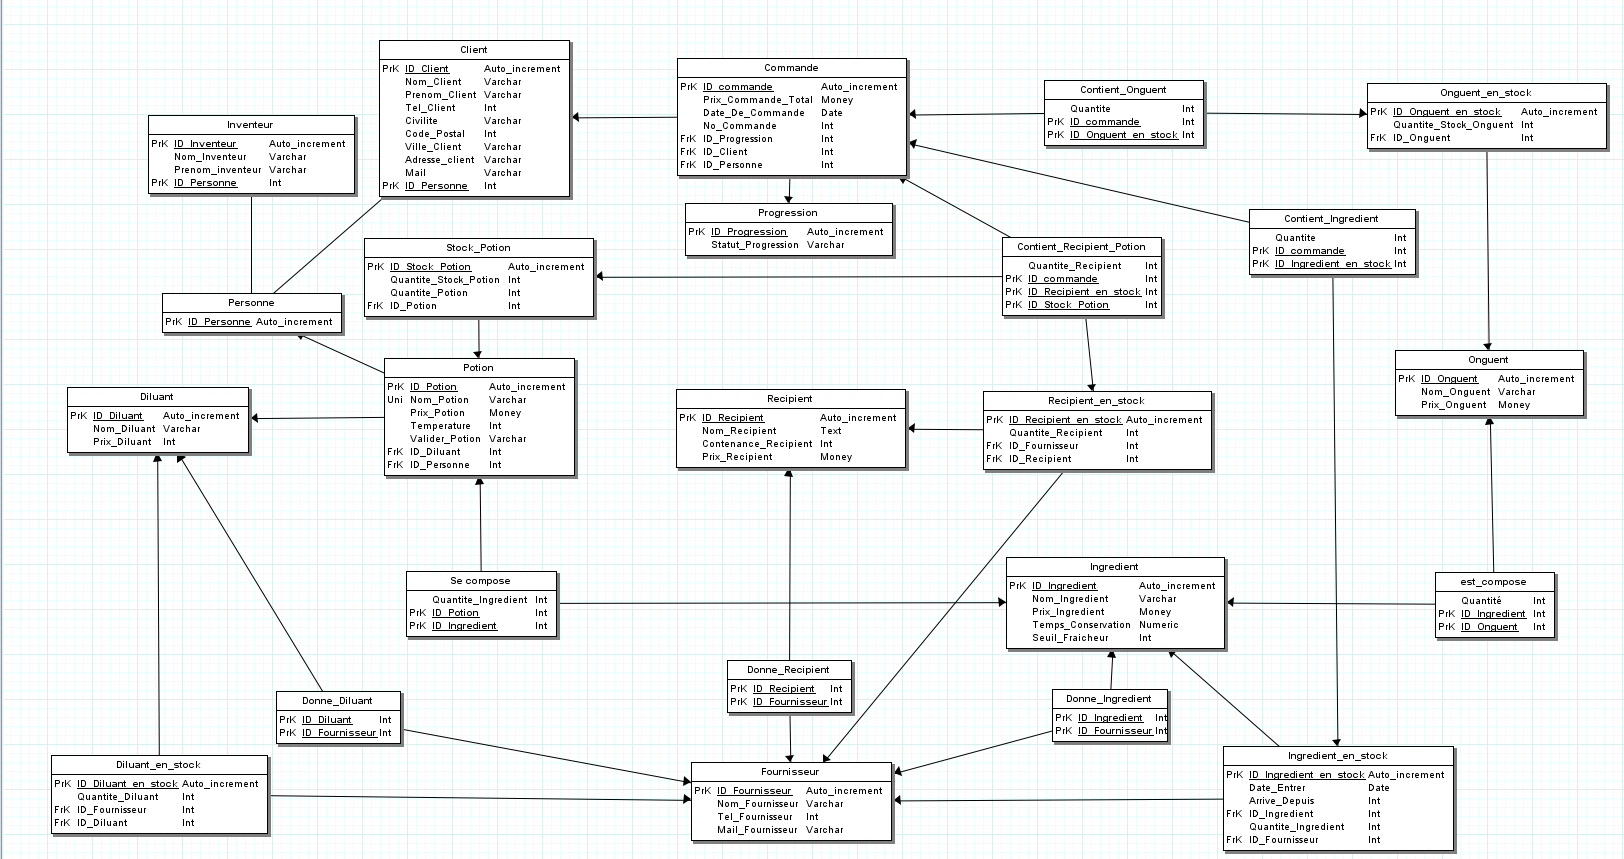 Client
PrK ID_Client Auto_increment
Nom_Client Varchar
Prenom_Client Varchar
Tel_Client Int
Civilite Varchar
Code_Postal Int
Ville_Client Varchar
Adresse_client Varchar
Mail Varchar
PrK ID_Personne Int
Commande
PrK ID_commande Auto_increment
Prix_Commande_Total Money
Date_De_Commande Date
No_Commande Int
FrK ID_Progression Int
FrK ID_Client Int
FrK ID_Personne Int
Contient_Onguent
Quantite Int
PrK ID_commande Int
PrK ID_Onguent_en_stock Int
Onguent_en_stock
PrK ID_Onguent_en_stock Auto_increment
Quantite_Stock_Onguent Int
FrK ID_Onguent Int
Inventeur
PrK ID_Inventeur Auto_increment
Nom_Inventeur Varchar
Prenom_inventeur Varchar
PrK ID_Personne Int
Progression
PrK ID_Progression Auto_increment
Statut_Progression Varchar
Contient_Ingredient
Quantite Int
PrK ID_commande Int
PrK ID_Ingredient_en_stock Int
Stock_Potion
PrK ID_Stock_Potion Auto_increment
Quantite_Stock_Potion Int
Quantite_Potion Int
FrK ID_Potion Int
Contient_Recipient_Potion
Quantite_Recipient Int
PrK ID_commande Int
PrK ID_Recipient_en_stock Int
PrK ID_Stock_Potion Int
Personne
PrK ID_Personne Auto_increment
Potion
PrK ID_Potion Auto_increment
Uni Nom_Potion Varchar
Prix_Potion Money
Temperature Int
Valider_Potion Varchar
FrK ID_Diluant Int
FrK ID_Personne Int
Onguent
PrK ID_Onguent Auto_increment
Nom_Onguent Varchar
Prix_Onguent Money
Diluant
PrK ID_Diluant Auto_increment
Nom_Diluant Varchar
Prix_Diluant Int
Recipient
PrK ID_Recipient Auto_increment
Nom_Recipient Text
Contenance_Recipient Int
Prix_Recipient Money
Recipient_en_stock
PrK ID_Recipient_en_stock Auto_increment
Quantite_Recipient Int
FrK ID_Fournisseur Int
FrK ID_Recipient Int
Se compose
Quantite_Ingredient Int
PrK ID_Potion Int
PrK ID_Ingredient Int
Ingredient
PrK ID_Ingredient Auto_increment
Nom_Ingredient Varchar
Prix_Ingredient Money
Temps_Conservation Numeric
Seuil_Fraicheur Int
est_compose
Quantité Int
PrK ID_Ingredient Int
PrK ID_Onguent Int
Donne_Recipient
PrK ID_Recipient Int
PrK ID_Fournisseur Int
Donne_Diluant
PrK ID_Diluant Int
PrK ID_Fournisseur Int
Donne_Ingredient
PrK ID_Ingredient Int
PrK ID_Fournisseur Int
Diluant_en_stock
PrK ID_Diluant_en_stock Auto_increment
Quantite_Diluant Int
FrK ID_Fournisseur Int
FrK ID_Diluant Int
Fournisseur
PrK ID_Fournisseur Auto_increment
Nom_Fournisseur Varchar
Tel_Fournisseur Int
Mail_Fournisseur Varchar
Ingredient_en_stock
PrK ID_Ingredient_en_stock Auto_increment
Date_Entrer Date
Arrive_Depuis Int
FrK ID_Ingredient Int
Quantite_Ingredient Int
FrK ID_Fournisseur Int